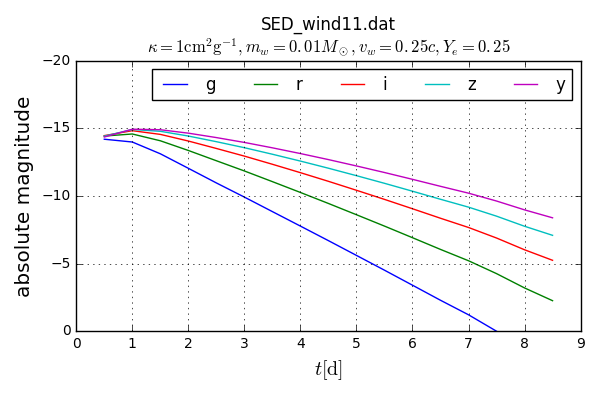 SED_wind11.dat
κ = 1cm²g⁻¹, m_w = 0.01M_⊙, v_w = 0.25c, Y_e = 0.25
g r i z y
absolute magnitude
−20
−15
−10
−5
0
0 1 2 3 4 5 6 7 8 9
t[d]